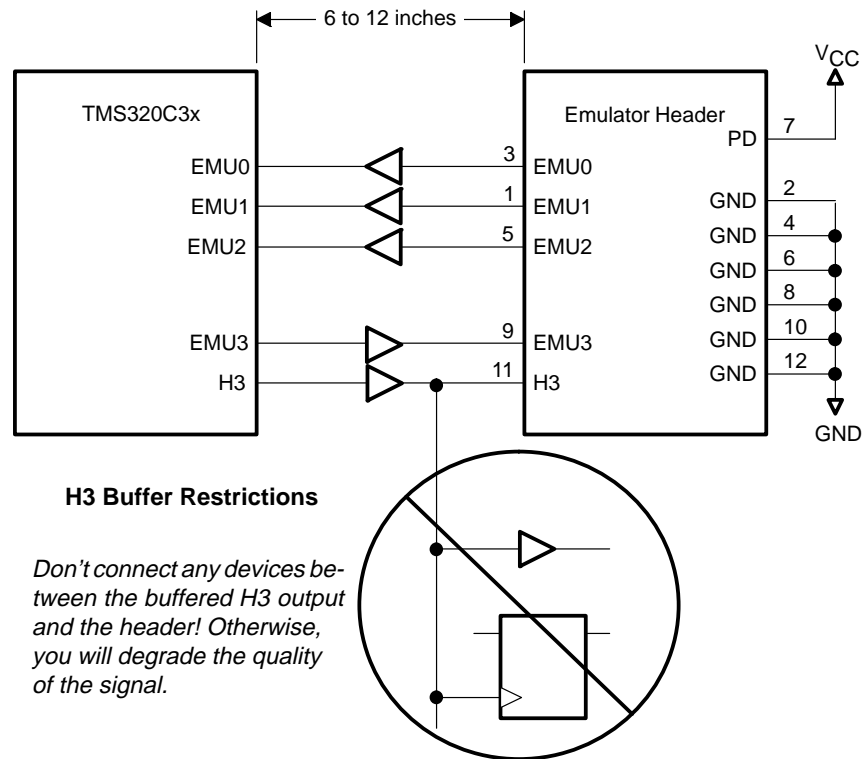 6 to 12 inches
VCC
TMS320C3x
Emulator Header
7
PD
EMU0
3
EMU0
2
GND
EMU1
1
EMU1
4
GND
EMU2
5
EMU2
6
GND
8
GND
EMU3
9
EMU3
10
GND
H3
11
H3
12
GND
GND
H3 Buffer Restrictions
Don't connect any devices be-
tween the buffered H3 output
and the header! Otherwise,
you will degrade the quality
of the signal.